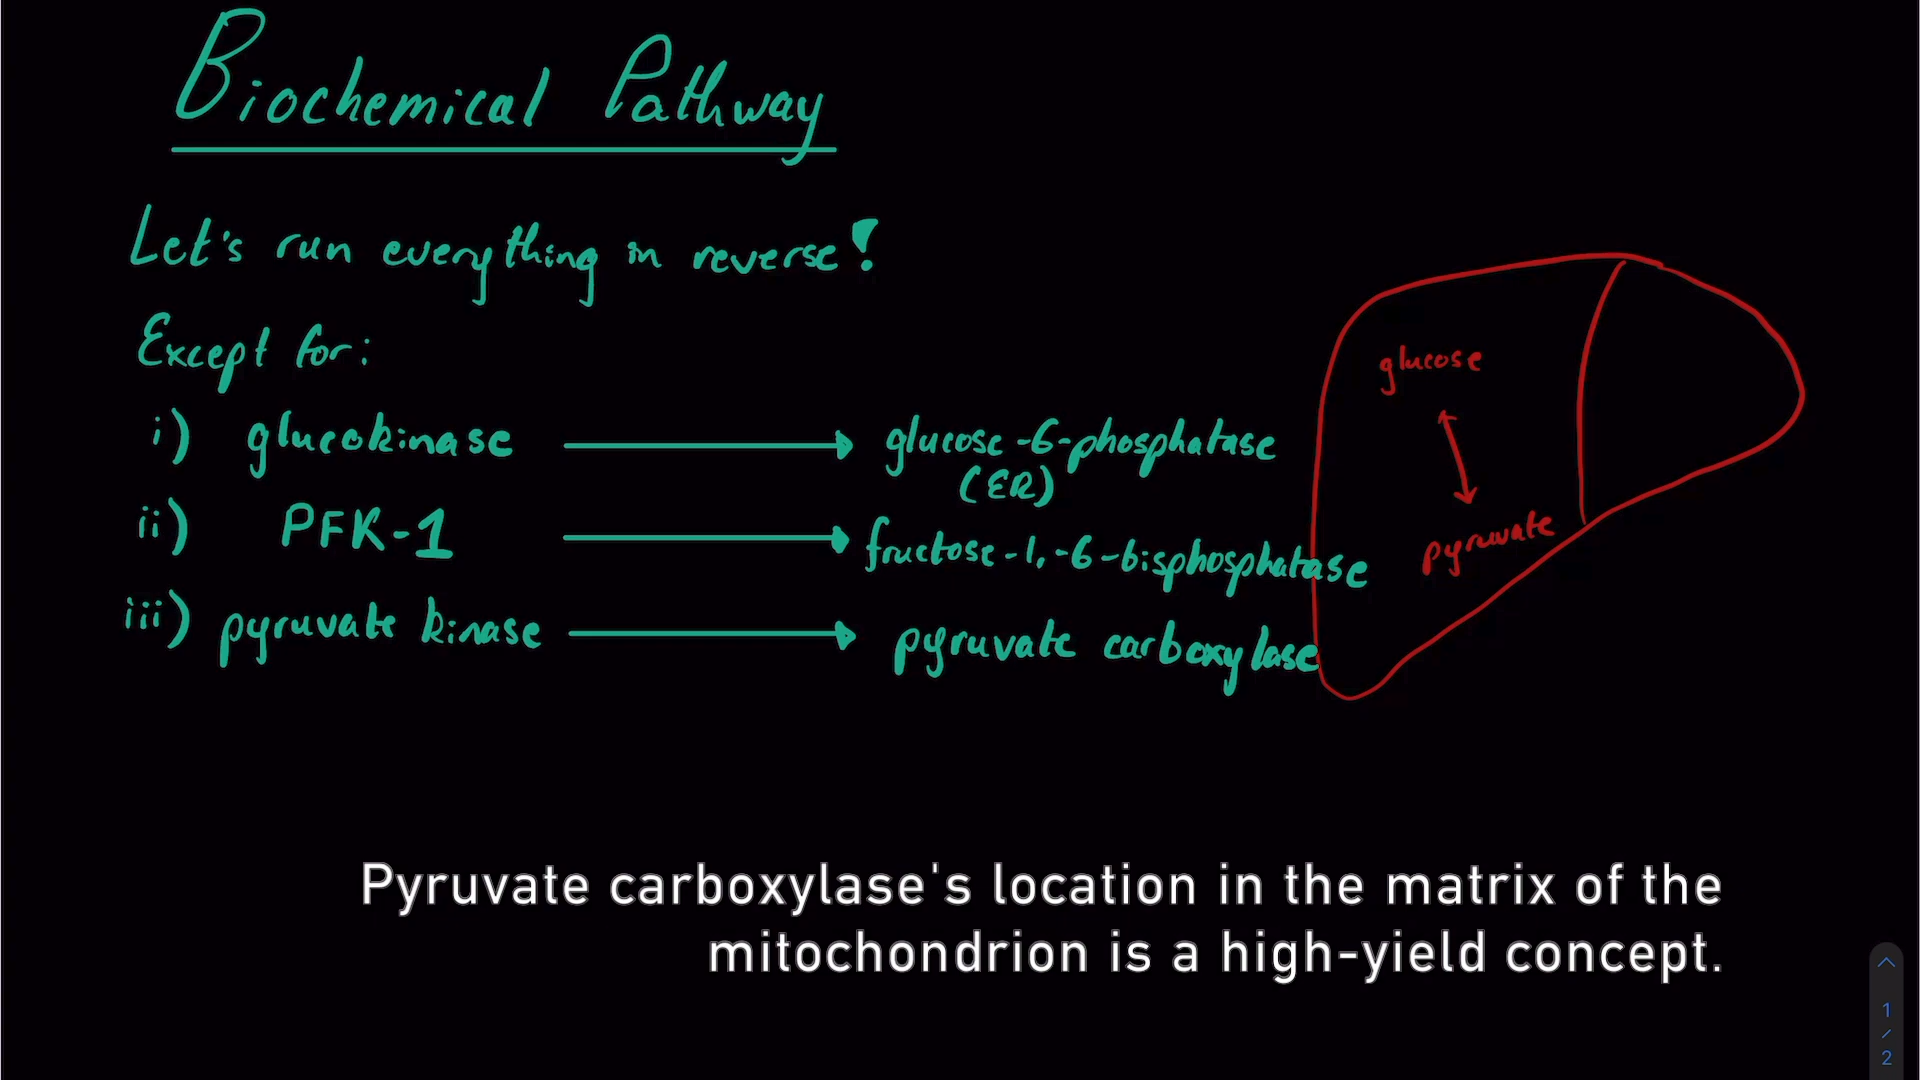 Biochemical Pathway
Let's run everything in reverse!
Except for:
i) glucokinase → glucose-6-phosphatase
(ER)
ii) PFK-1 → fructose-1,-6-bisphosphatase
iii) pyruvate kinase → pyruvate carboxylase
glucose
pyruvate
Pyruvate carboxylase's location in the matrix of the
mitochondrion is a high-yield concept.
1
/
2